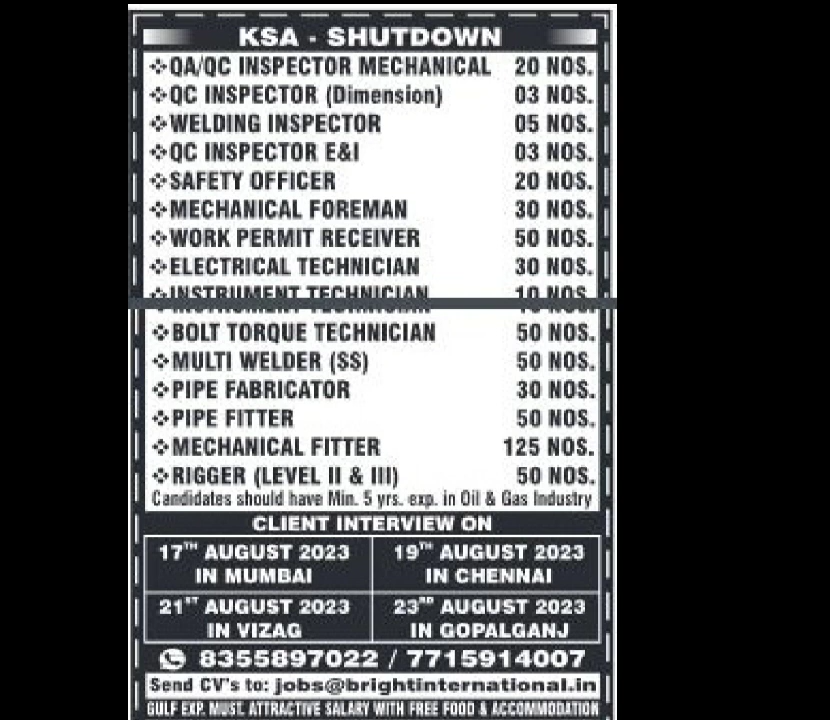 KSA - SHUTDOWN
QA/QC INSPECTOR MECHANICAL 20 NOS.
QC INSPECTOR (Dimension) 03 NOS.
WELDING INSPECTOR 05 NOS.
QC INSPECTOR E&I 03 NOS.
SAFETY OFFICER 20 NOS.
MECHANICAL FOREMAN 30 NOS.
WORK PERMIT RECEIVER 50 NOS.
ELECTRICAL TECHNICIAN 30 NOS.
INSTRUMENT TECHNICIAN 10 NOS.
BOLT TORQUE TECHNICIAN 50 NOS.
MULTI WELDER (SS) 50 NOS.
PIPE FABRICATOR 30 NOS.
PIPE FITTER 50 NOS.
MECHANICAL FITTER 125 NOS.
RIGGER (LEVEL II & III) 50 NOS.
Candidates should have Min. 5 yrs. exp. in Oil & Gas Industry
CLIENT INTERVIEW ON
17TH AUGUST 2023
IN MUMBAI
19TH AUGUST 2023
IN CHENNAI
21ST AUGUST 2023
IN VIZAG
23RD AUGUST 2023
IN GOPALGANJ
8355897022 / 7715914007
Send CV's to: jobs@brightinternational.in
GULF EXP. MUST. ATTRACTIVE SALARY WITH FREE FOOD & ACCOMMODATION